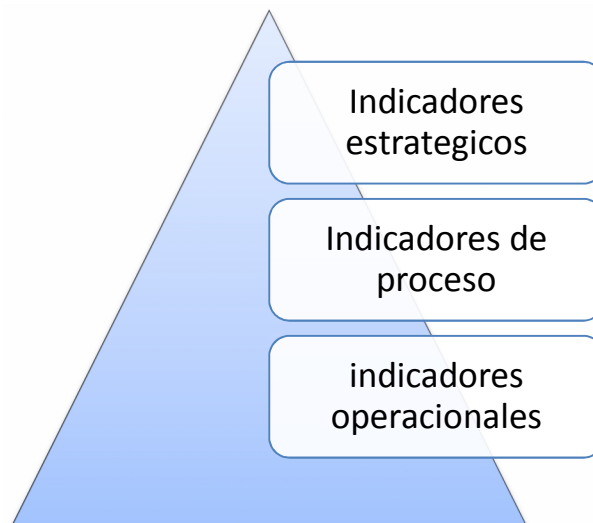 Indicadores
estrategicos
Indicadores de
proceso
indicadores
operacionales